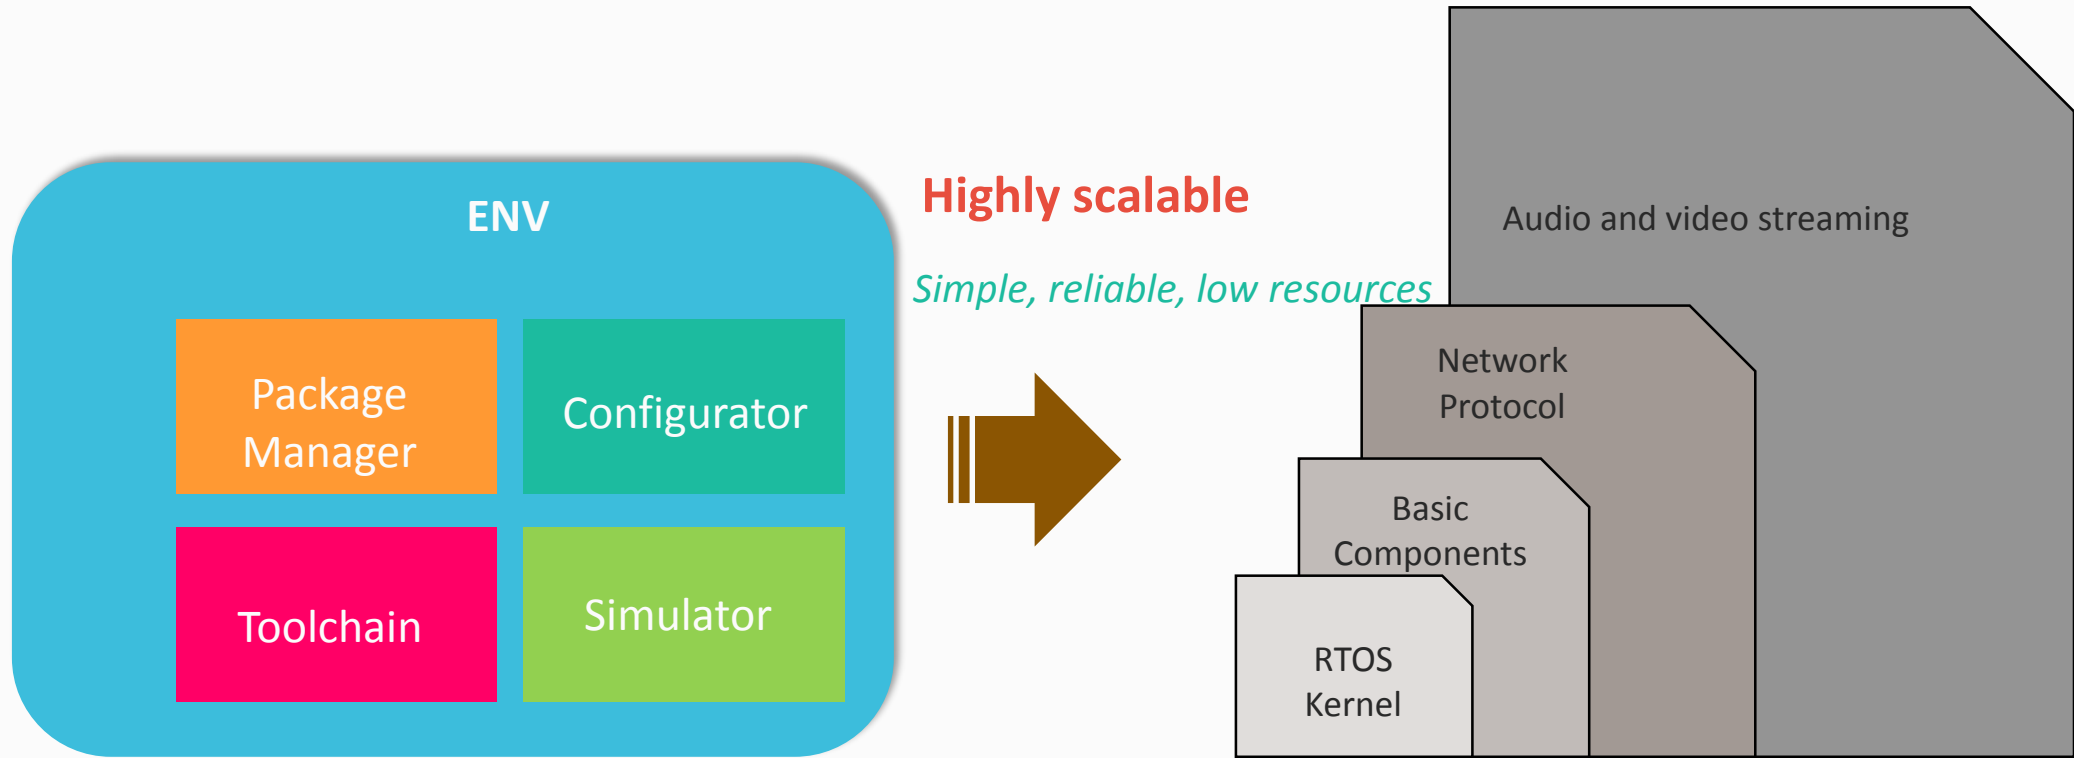 ENV
Package
Manager
Configurator
Toolchain
Simulator
Highly scalable
Simple, reliable, low resources
Audio and video streaming
Network
Protocol
Basic
Components
RTOS
Kernel